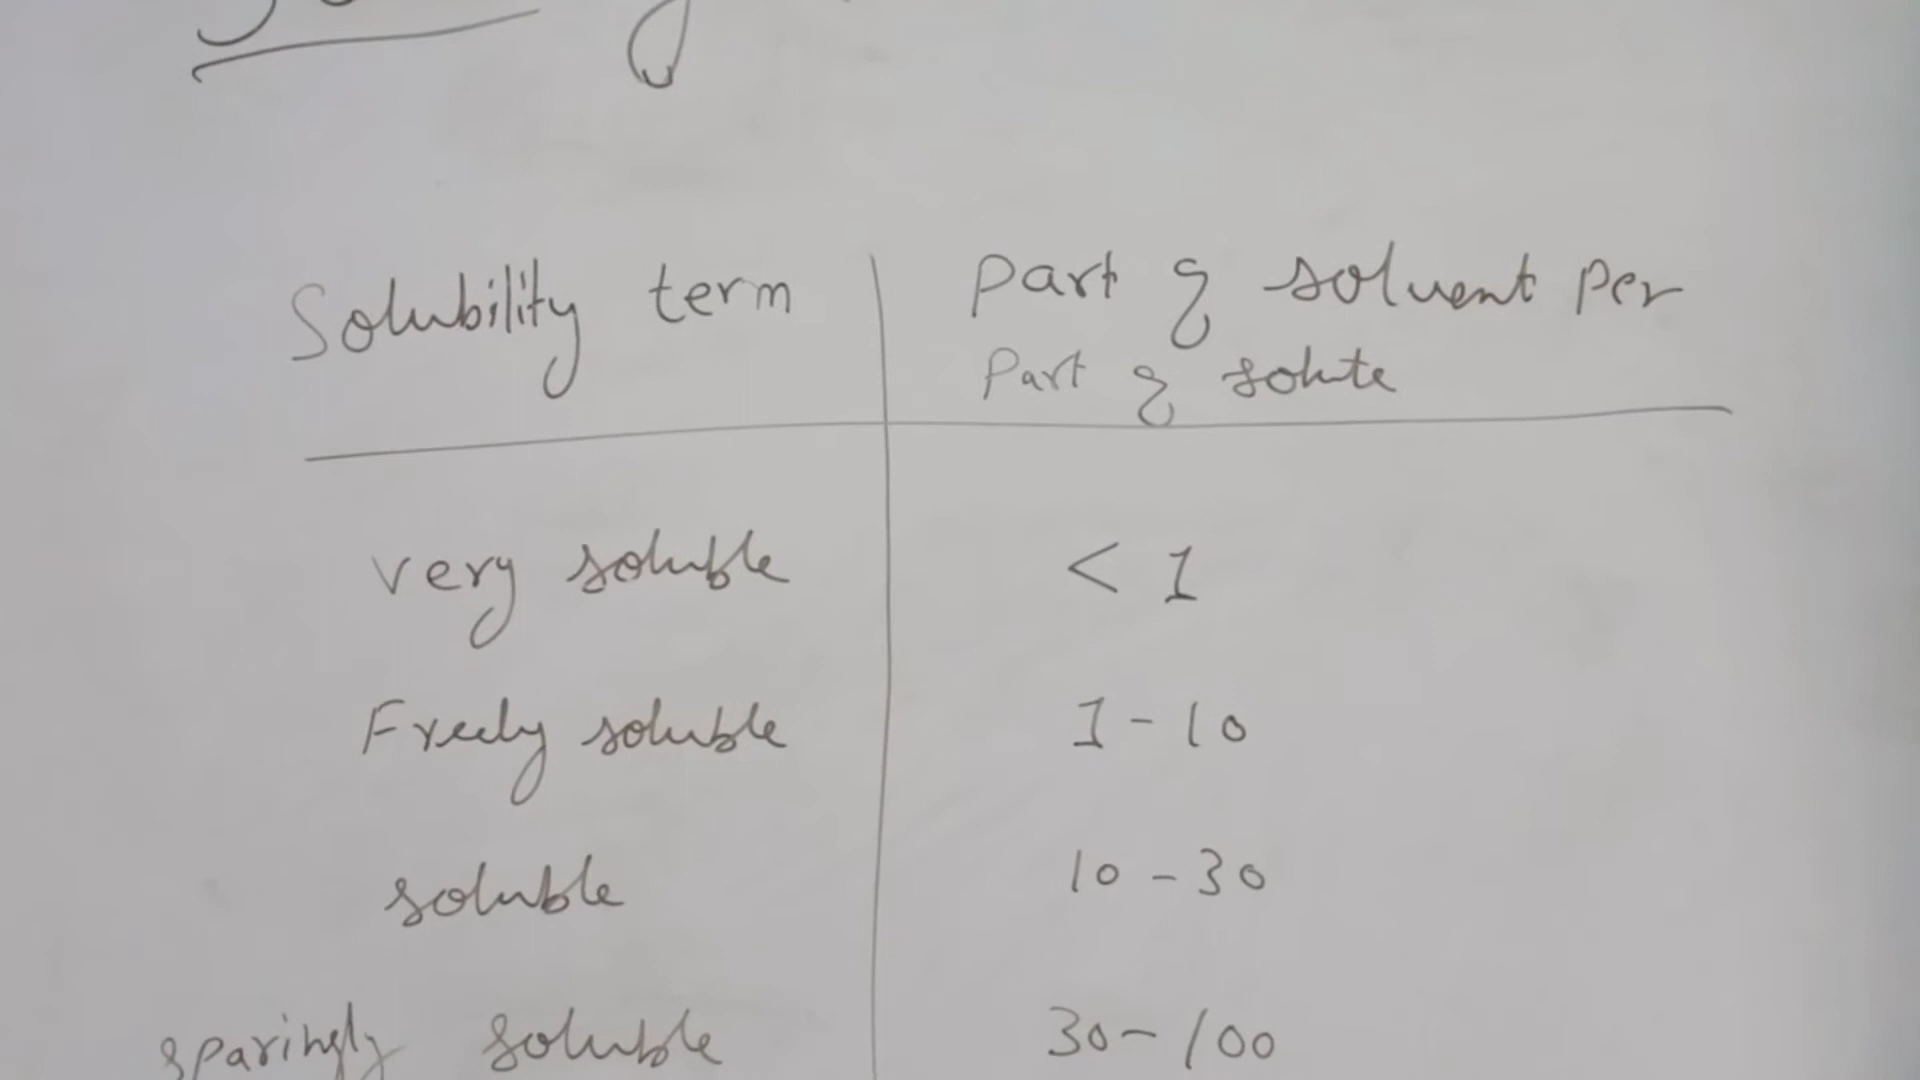 Solubility term
Part of solvent per
Part of solute
very soluble
< 1
Freely soluble
1 - 10
soluble
10 - 30
sparingly soluble
30 - 100